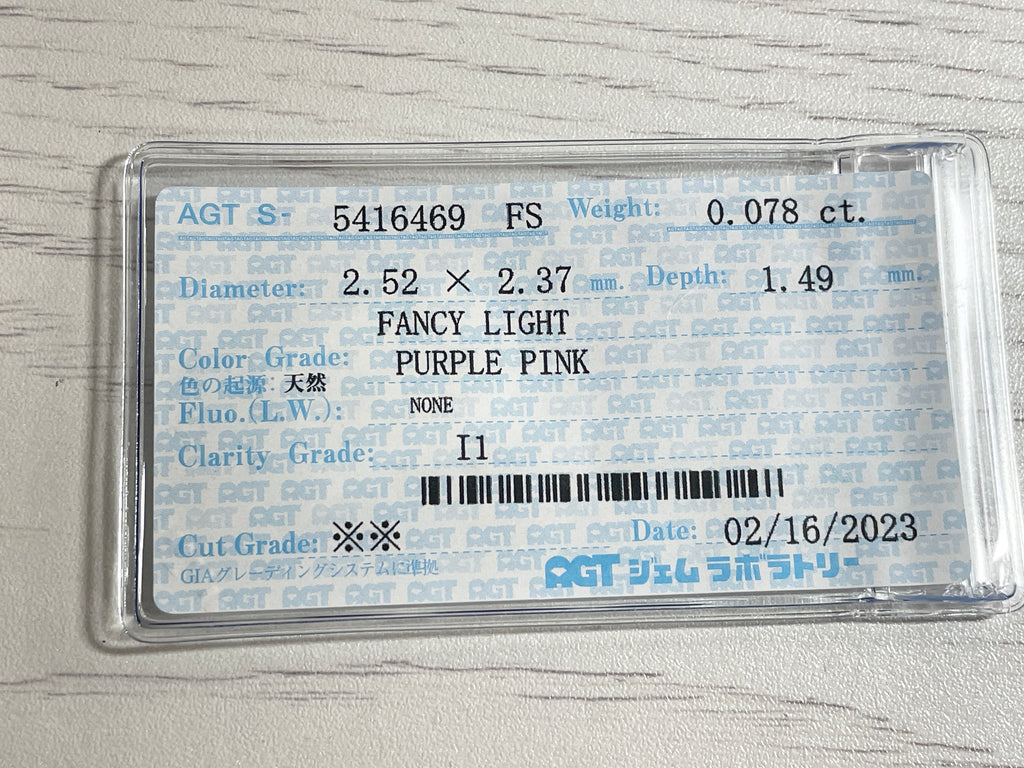 AGT S- 5416469 FS Weight: 0.078 ct.
Diameter: 2.52 × 2.37 mm. Depth: 1.49 mm.
FANCY LIGHT
Color Grade: PURPLE PINK
色の起源: 天然
Fluo.(L.W.): NONE
Clarity Grade: I1
Cut Grade: ※※ Date: 02/16/2023
GIAグレーディングシステムに準拠
AGT ジェムラボラトリー